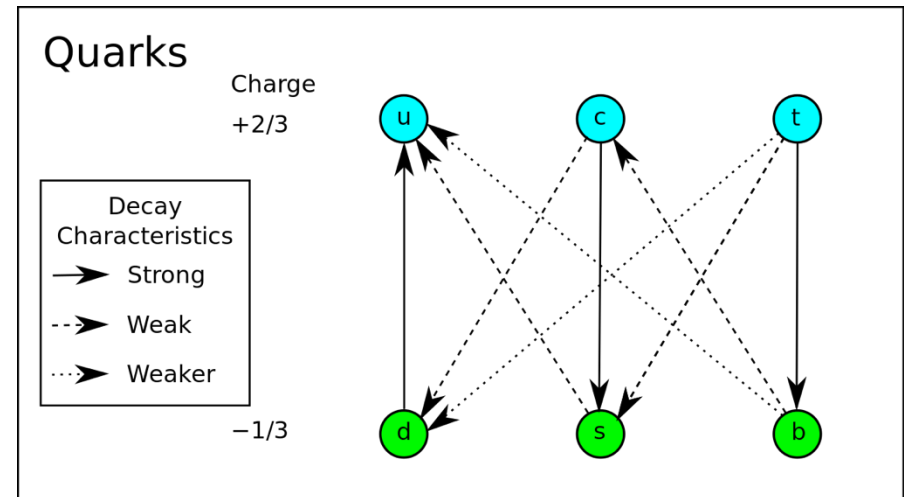 Quarks
Charge
+2/3
u
c
t
Decay
Characteristics
Strong
Weak
Weaker
−1/3
d
s
b